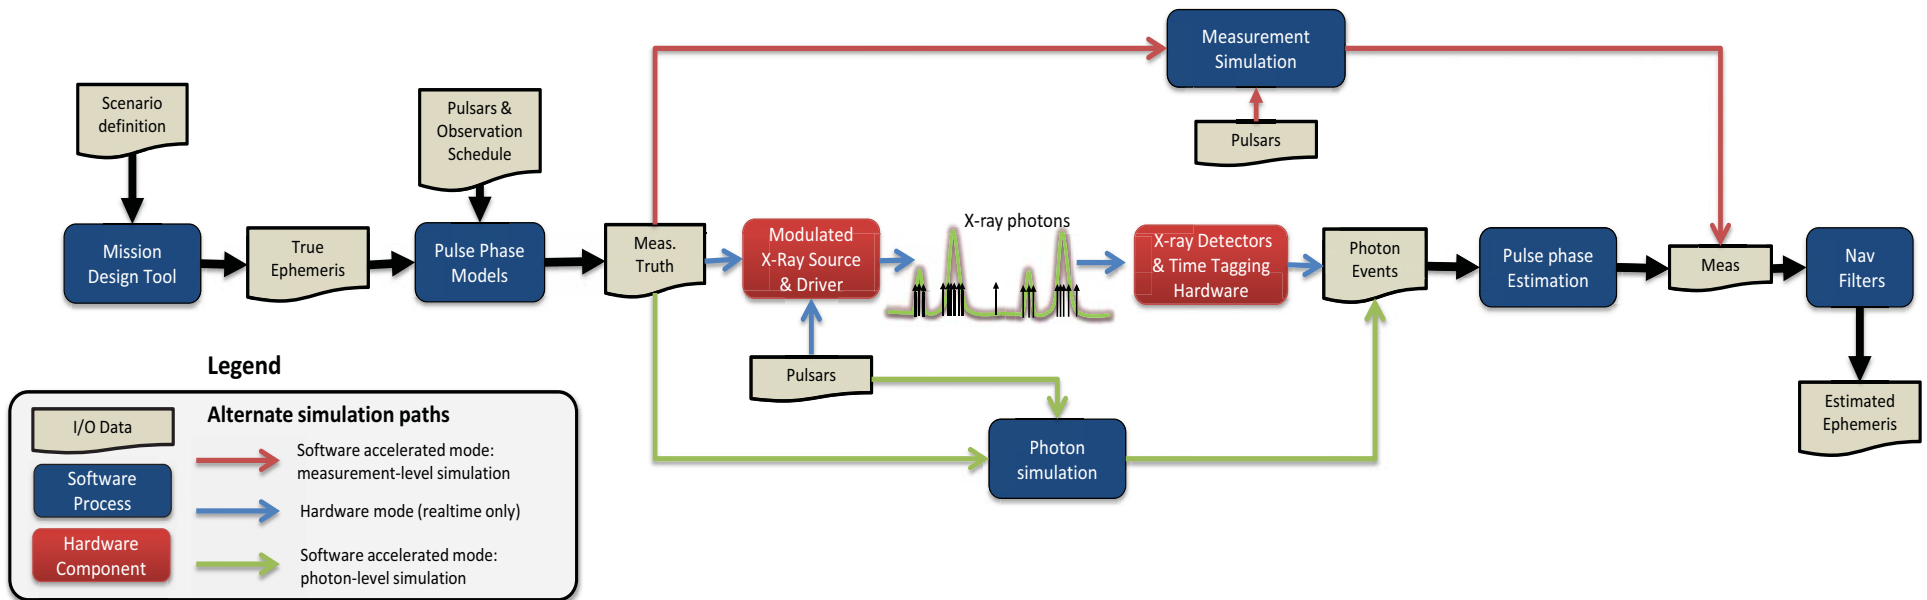 Measurement
Simulation
Pulsars
Scenario
definition
Pulsars &
Observation
Schedule
Mission
Design Tool
True
Ephemeris
Pulse Phase
Models
Meas.
Truth
Modulated
X-Ray Source
& Driver
X-ray photons
X-ray Detectors
& Time Tagging
Hardware
Photon
Events
Pulse phase
Estimation
Meas
Nav
Filters
Pulsars
Photon
simulation
Estimated
Ephemeris
Legend
Alternate simulation paths
I/O Data
Software
Process
Hardware
Component
Software accelerated mode:
measurement-level simulation
Hardware mode (realtime only)
Software accelerated mode:
photon-level simulation